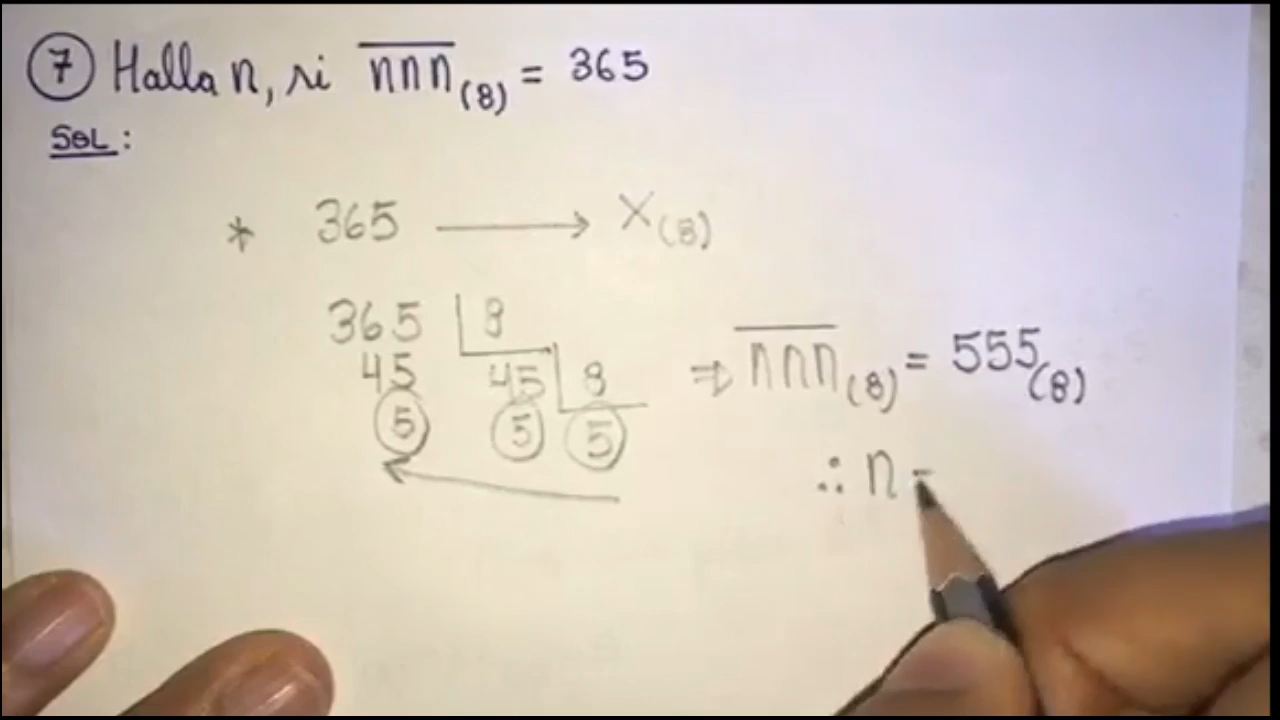 7 Halla n, si nnn(8) = 365
SOL:
* 365 → X(8)
365 8
45 45 8
5 5 5
⇒ nnn(8) = 555(8)
∴ n =